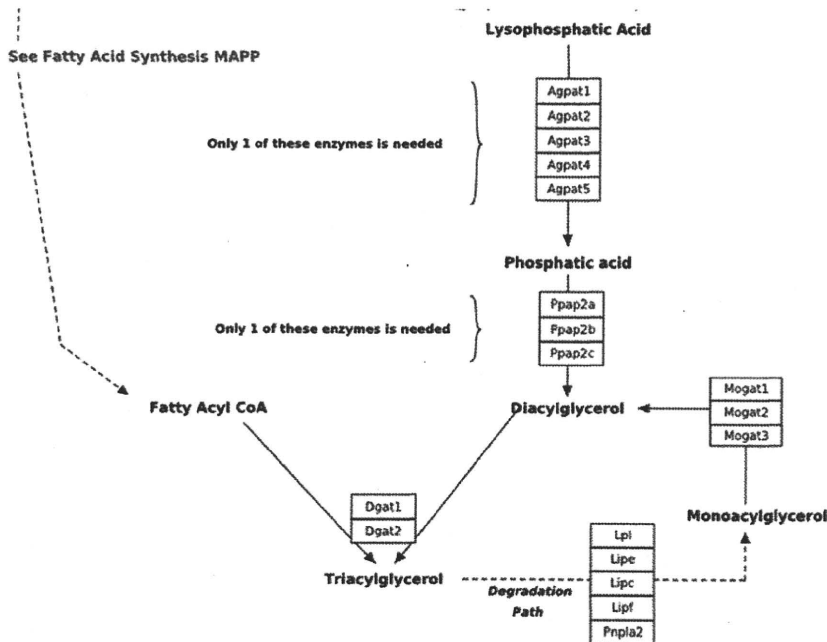 Lysophosphatic Acid
See Fatty Acid Synthesis MAPP
Agpat1
Agpat2
Only 1 of these enzymes is needed
Agpat3
Agpat4
Agpat5
Phosphatic acid
Ppap2a
Only 1 of these enzymes is needed
Ppap2b
Ppap2c
Mogat1
Fatty Acyl CoA
Diacylglycerol
Mogat2
Mogat3
Dgat1
Dgat2
Monoacylglycerol
Lpl
Lipe
Triacylglycerol
Degradation
Path
Lipc
Lipf
Pnpla2